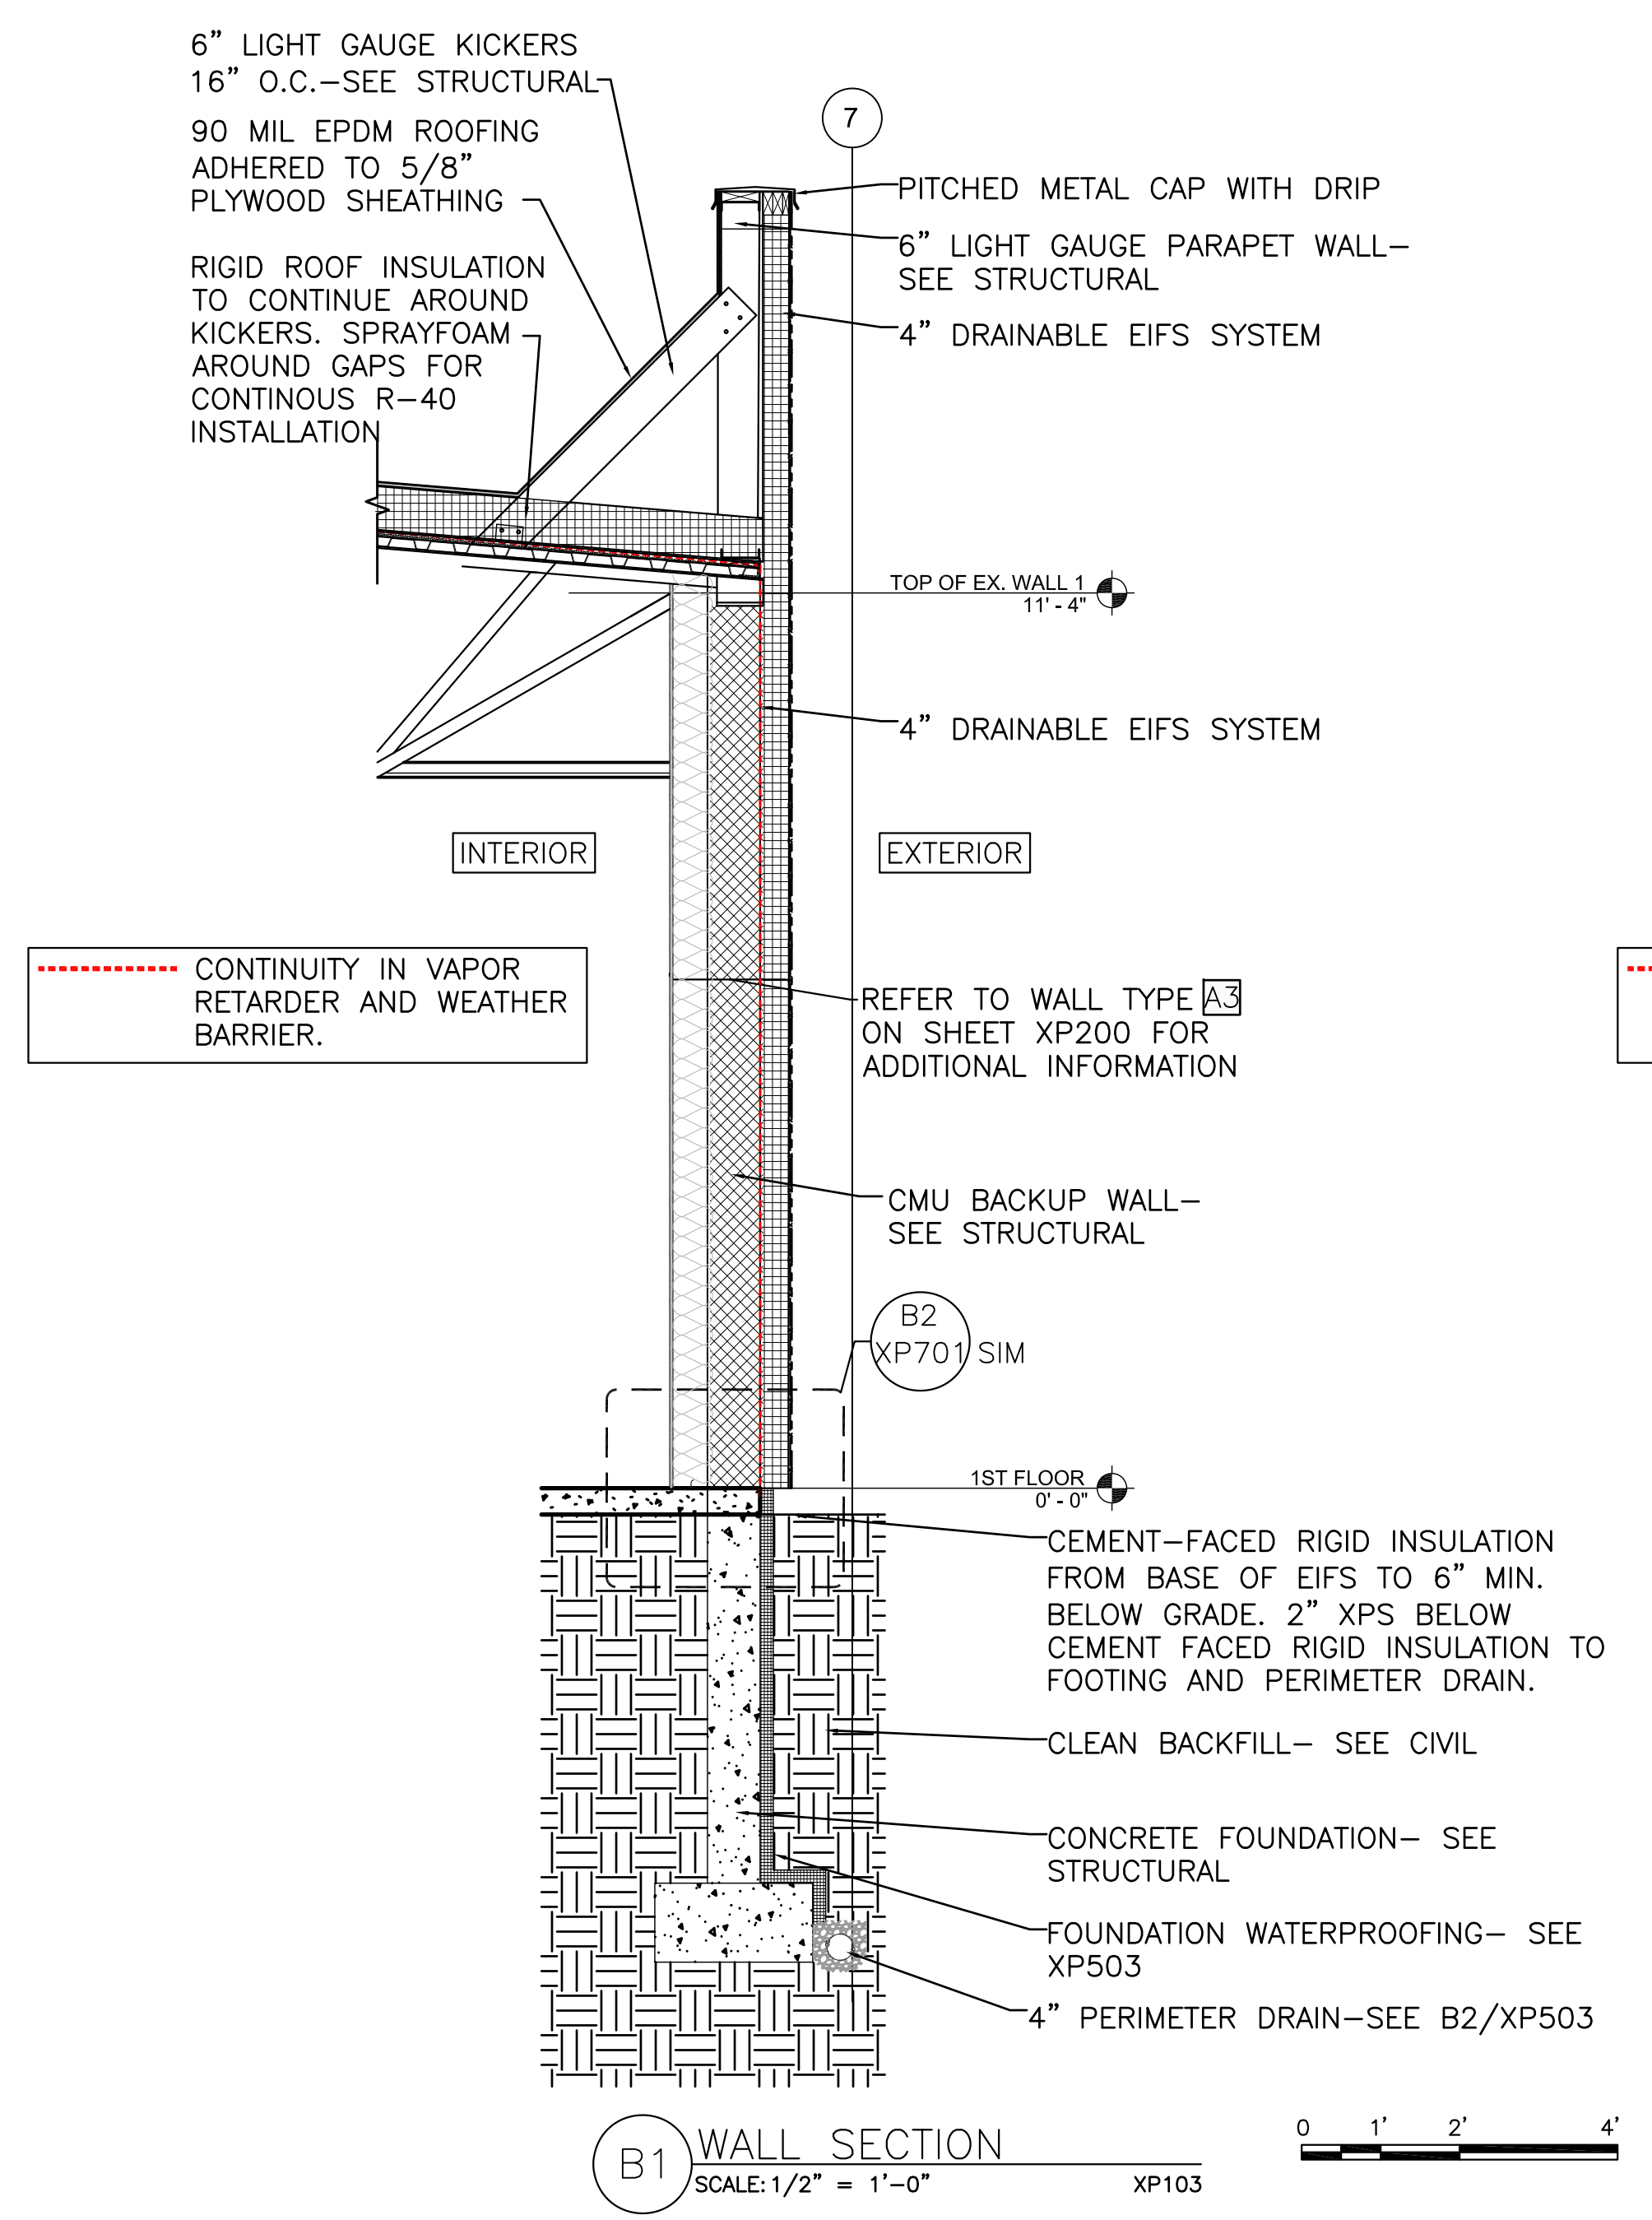 6” LIGHT GAUGE KICKERS
16” O.C.–SEE STRUCTURAL
90 MIL EPDM ROOFING
ADHERED TO 5/8”
PLYWOOD SHEATHING
RIGID ROOF INSULATION
TO CONTINUE AROUND
KICKERS. SPRAYFOAM
AROUND GAPS FOR
CONTINOUS R–40
INSTALLATION
7
PITCHED METAL CAP WITH DRIP
6” LIGHT GAUGE PARAPET WALL–
SEE STRUCTURAL
4” DRAINABLE EIFS SYSTEM
TOP OF EX. WALL 1
11' - 4"
4” DRAINABLE EIFS SYSTEM
INTERIOR
EXTERIOR
CONTINUITY IN VAPOR
RETARDER AND WEATHER
BARRIER.
REFER TO WALL TYPE A3
ON SHEET XP200 FOR
ADDITIONAL INFORMATION
CMU BACKUP WALL–
SEE STRUCTURAL
B2
XP701 SIM
1ST FLOOR
0' - 0"
CEMENT–FACED RIGID INSULATION
FROM BASE OF EIFS TO 6” MIN.
BELOW GRADE. 2” XPS BELOW
CEMENT FACED RIGID INSULATION TO
FOOTING AND PERIMETER DRAIN.
CLEAN BACKFILL– SEE CIVIL
CONCRETE FOUNDATION– SEE
STRUCTURAL
FOUNDATION WATERPROOFING– SEE
XP503
4” PERIMETER DRAIN–SEE B2/XP503
B1
WALL SECTION
SCALE: 1/2” = 1’–0”
XP103
0 1’ 2’ 4’